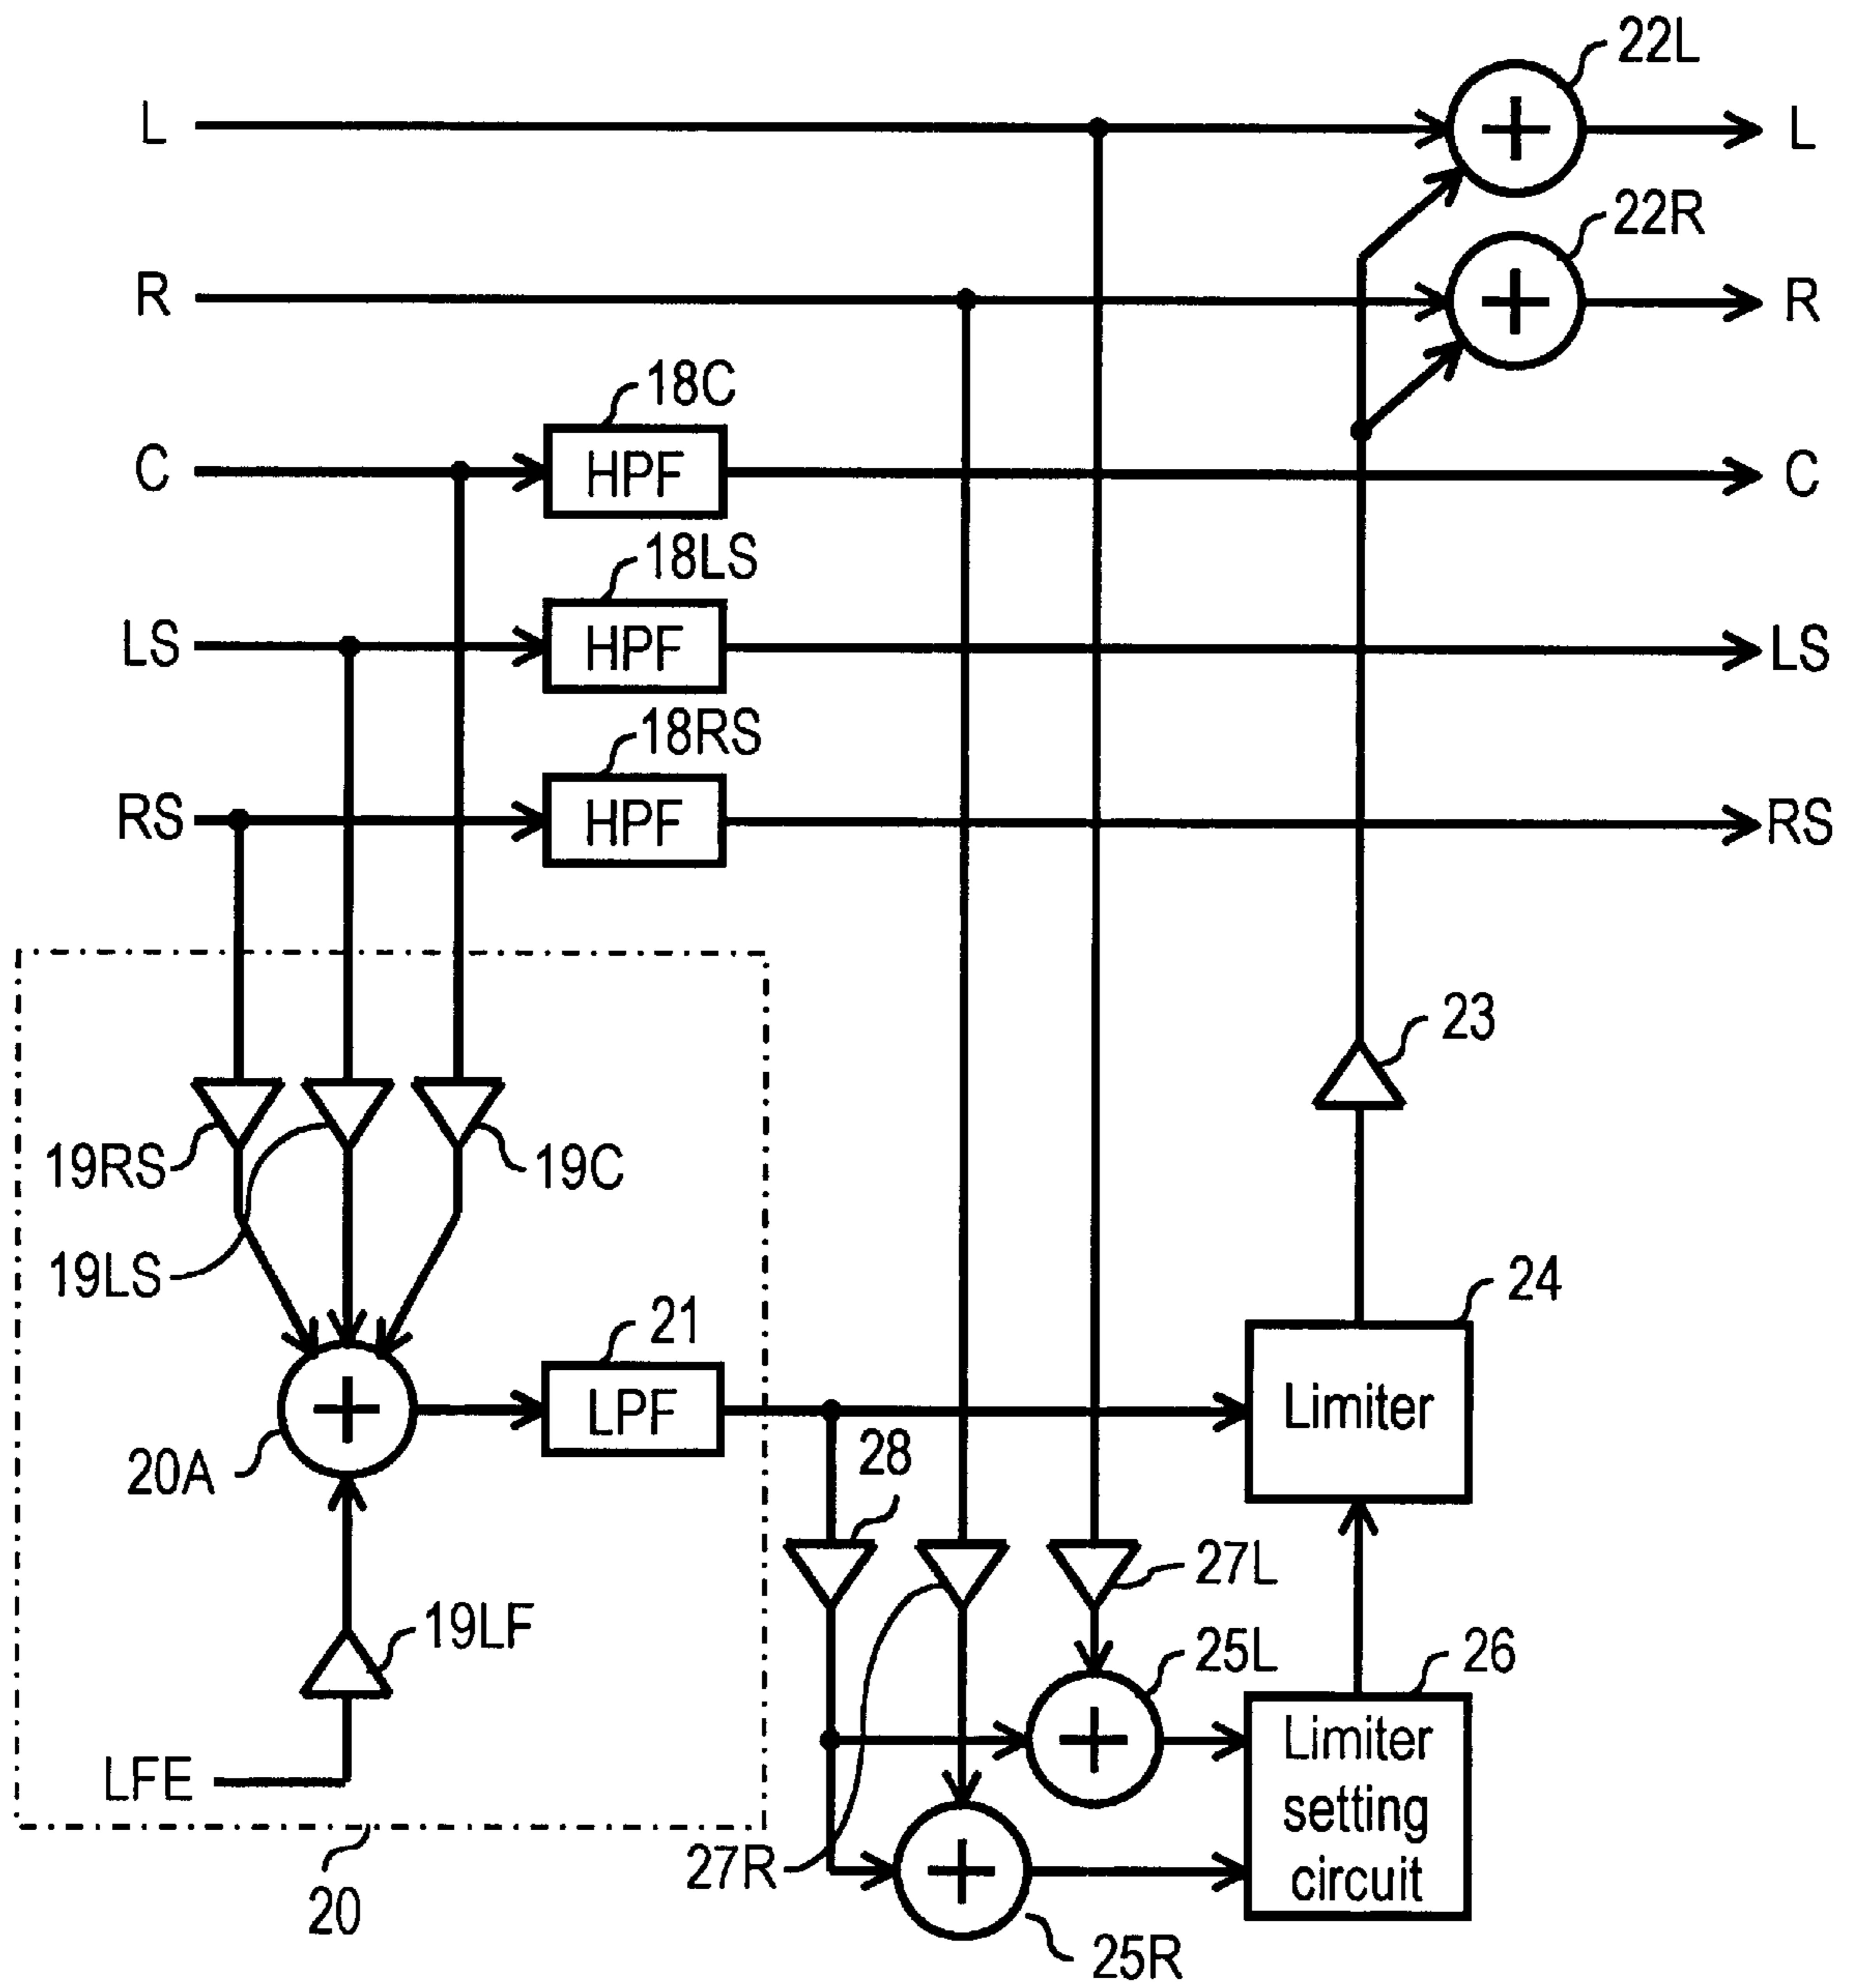 22L
L
L
22R
R
R
18C
C
HPF
C
18LS
LS
HPF
LS
18RS
RS
HPF
RS
23
19RS
19C
19LS
24
21
Limiter
LPF
28
20A
27L
19LF
25L
26
LFE
Limiter
setting
circuit
27R
20
25R